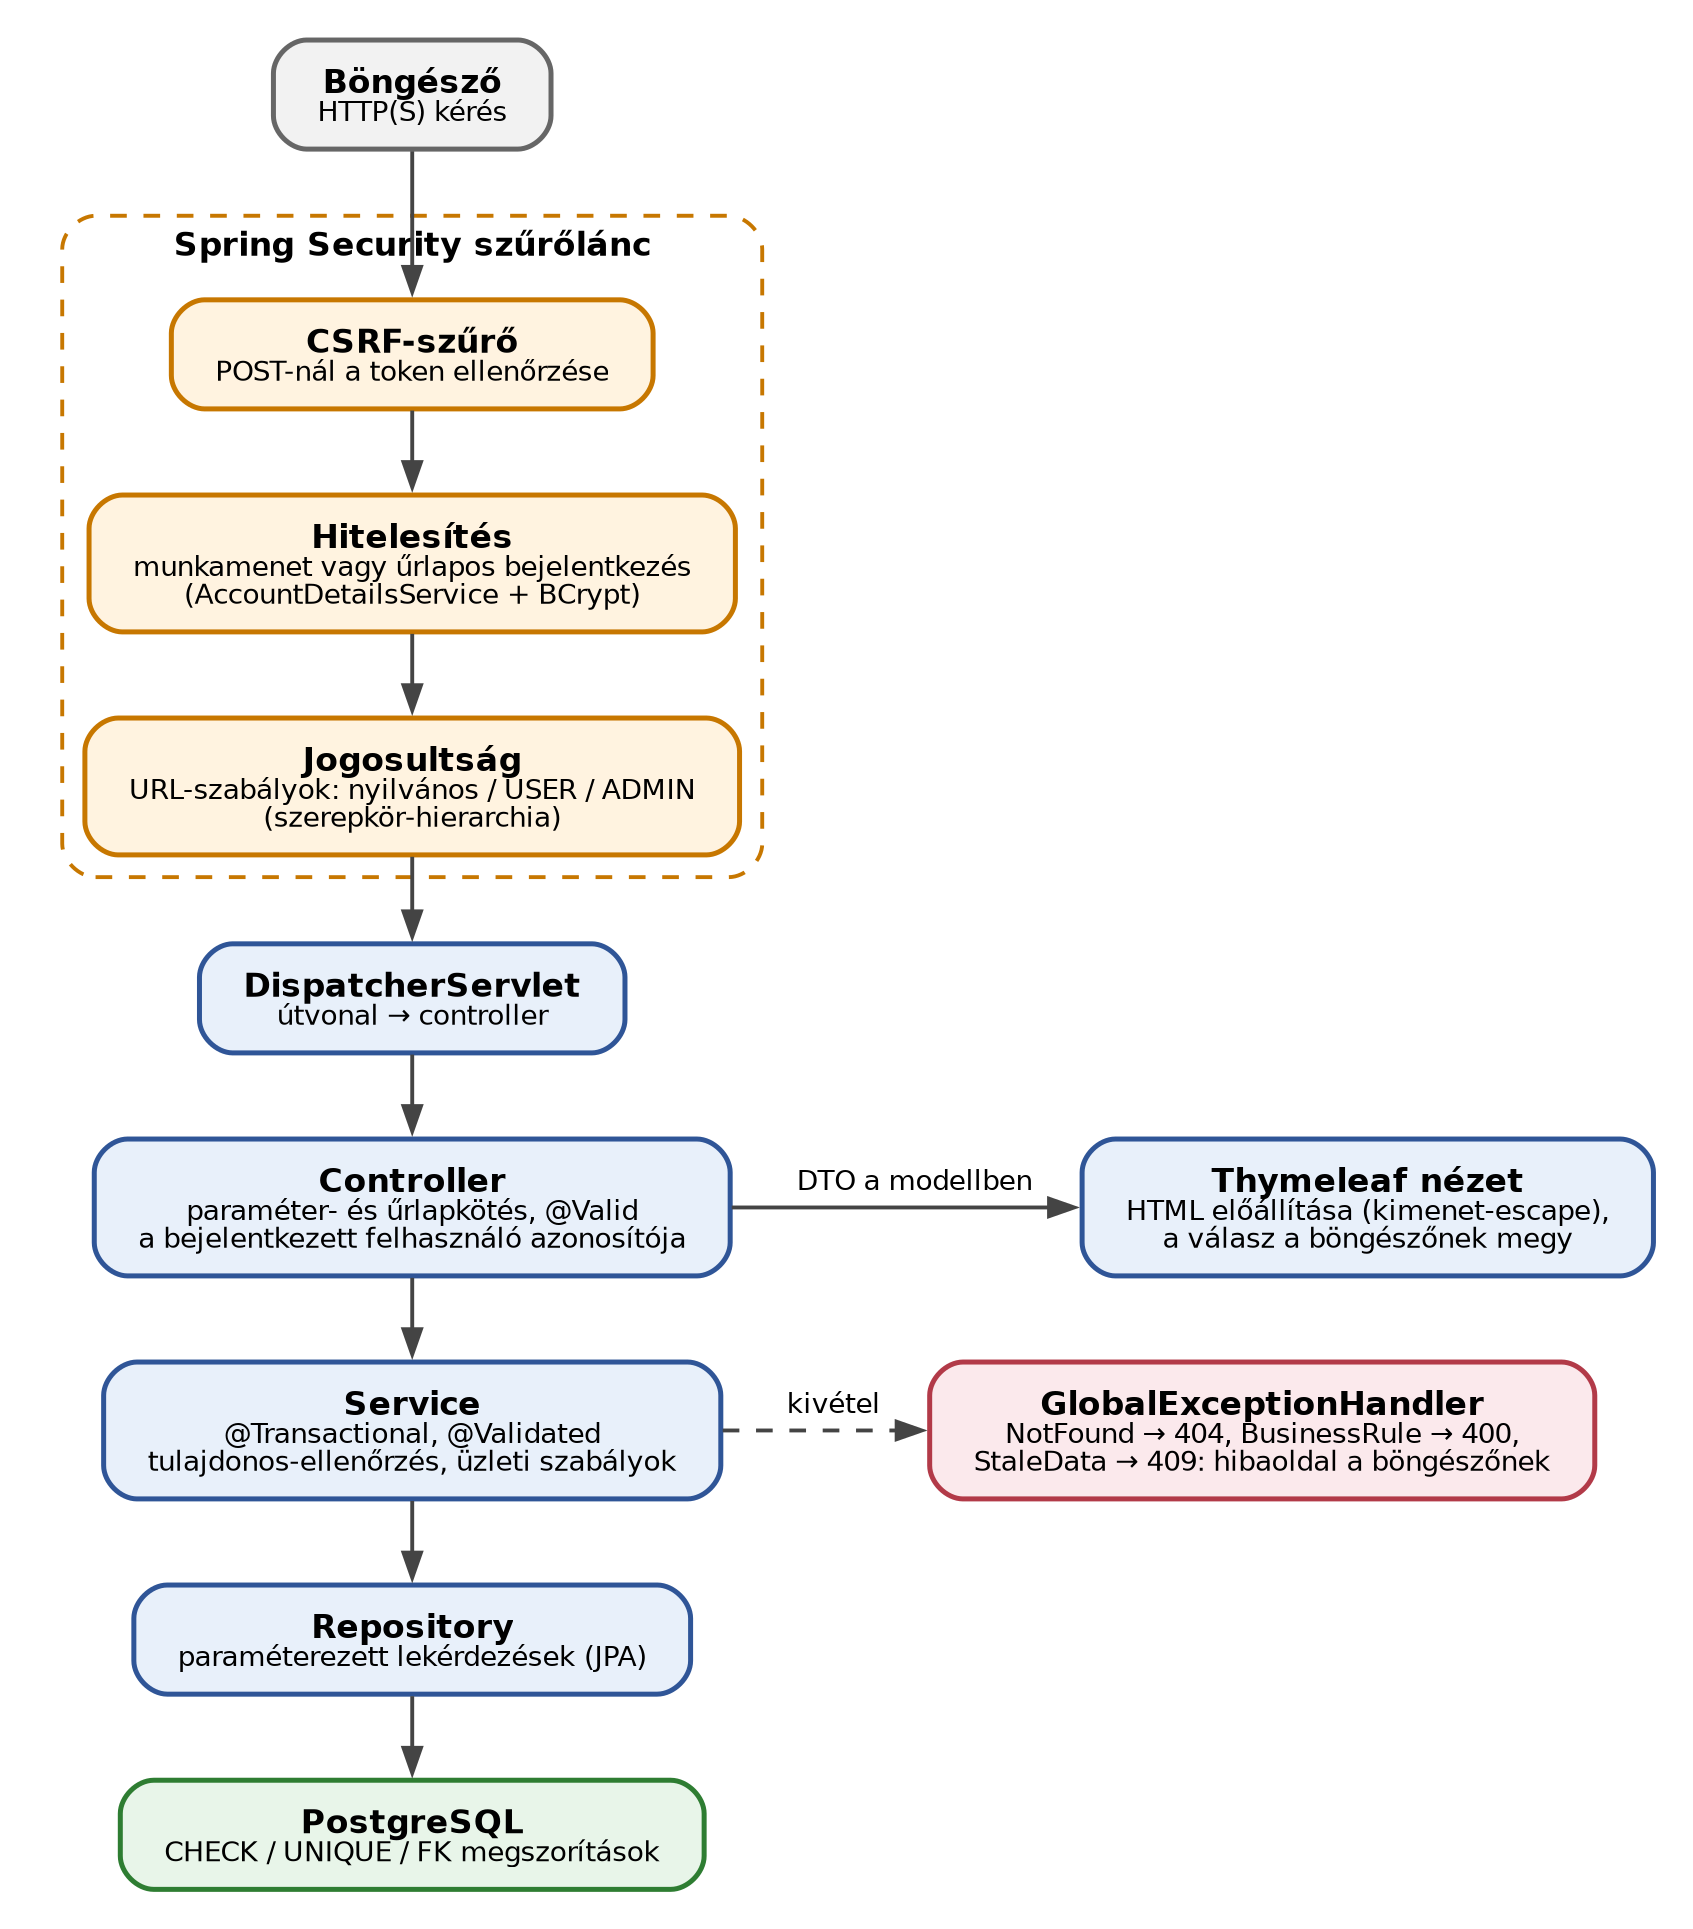 Böngésző
HTTP(S) kérés
Spring Security szűrőlánc
CSRF-szűrő
POST-nál a token ellenőrzése
Hitelesítés
munkamenet vagy űrlapos bejelentkezés
(AccountDetailsService + BCrypt)
Jogosultság
URL-szabályok: nyilvános / USER / ADMIN
(szerepkör-hierarchia)
DispatcherServlet
útvonal → controller
Controller
paraméter- és űrlapkötés, @Valid
a bejelentkezett felhasználó azonosítója
DTO a modellben
Thymeleaf nézet
HTML előállítása (kimenet-escape),
a válasz a böngészőnek megy
Service
@Transactional, @Validated
tulajdonos-ellenőrzés, üzleti szabályok
kivétel
GlobalExceptionHandler
NotFound → 404, BusinessRule → 400,
StaleData → 409: hibaoldal a böngészőnek
Repository
paraméterezett lekérdezések (JPA)
PostgreSQL
CHECK / UNIQUE / FK megszorítások